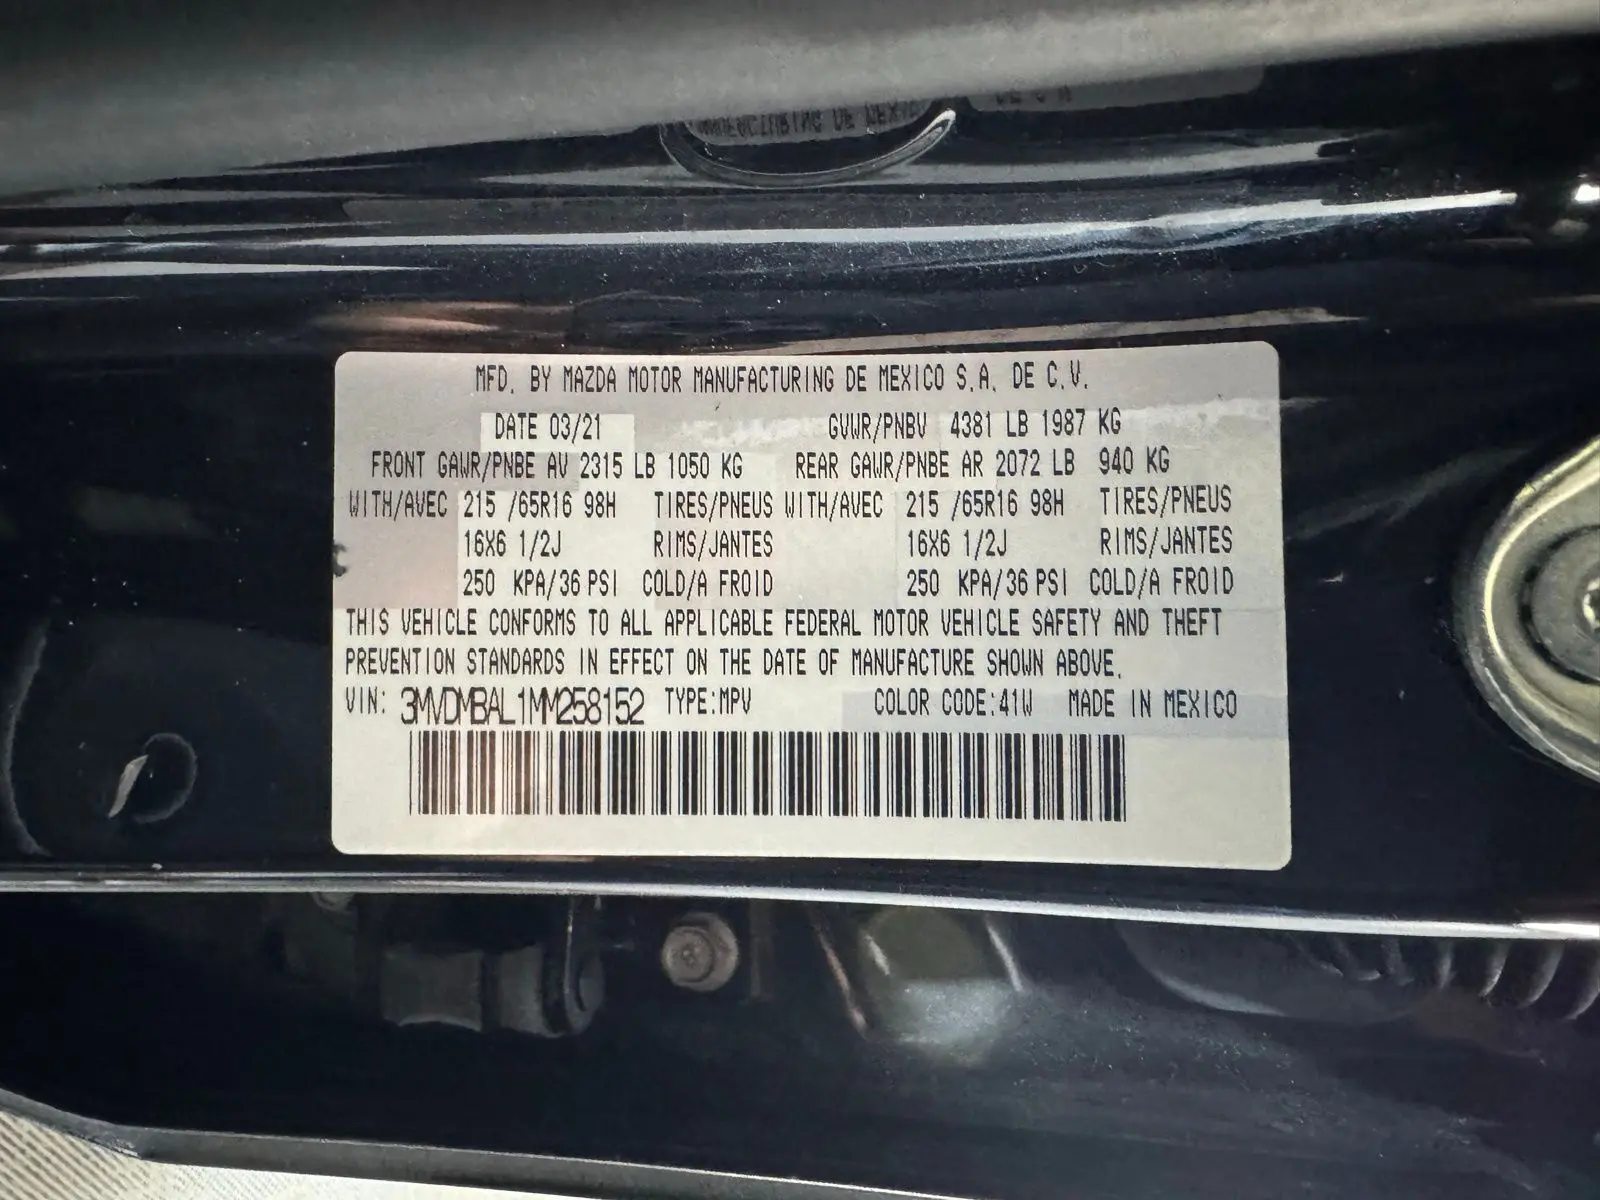 MFD. BY MAZDA MOTOR MANUFACTURING DE MEXICO S.A. DE C.V.
DATE 03/21 GVWR/PNBV 4381 LB 1987 KG
FRONT GAWR/PNBE AV 2315 LB 1050 KG REAR GAWR/PNBE AR 2072 LB 940 KG
WITH/AVEC 215 /65R16 98H TIRES/PNEUS WITH/AVEC 215 /65R16 98H TIRES/PNEUS
16X6 1/2J RIMS/JANTES 16X6 1/2J RIMS/JANTES
250 KPA/36 PSI COLD/A FROID 250 KPA/36 PSI COLD/A FROID
THIS VEHICLE CONFORMS TO ALL APPLICABLE FEDERAL MOTOR VEHICLE SAFETY AND THEFT
PREVENTION STANDARDS IN EFFECT ON THE DATE OF MANUFACTURE SHOWN ABOVE.
VIN: 3MVDMBAL1MM258152 TYPE:MPV COLOR CODE:41W MADE IN MEXICO